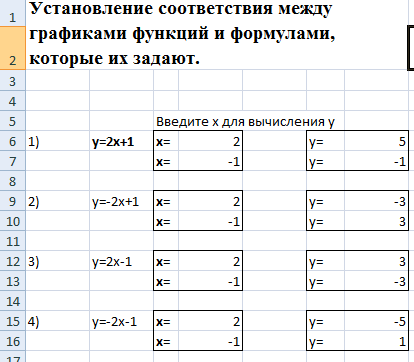 1 Установление соответствия между
графиками функций и формулами,
2 которые их задают.
3
4
5 Введите x для вычисления y
6 1) y=2x+1 x= 2 y= 5
7 x= -1 y= -1
8
9 2) y=-2x+1 x= 2 y= -3
10 x= -1 y= 3
11
12 3) y=2x-1 x= 2 y= 3
13 x= -1 y= -3
14
15 4) y=-2x-1 x= 2 y= -5
16 x= -1 y= 1
17